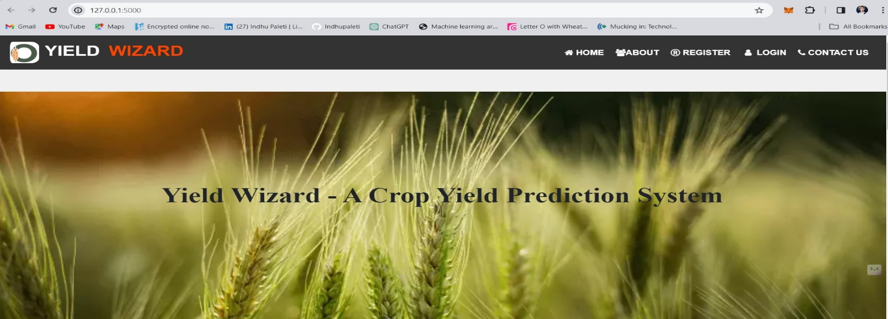 127.0.0.1:5000
Gmail YouTube Maps Encrypted online no... (27) Indhu Paleti | Li... Indhupaleti ChatGPT Machine learning ar... Letter O with Wheat... Mucking in: Technol... All Bookmarks
YIELD WIZARD HOME ABOUT REGISTER LOGIN CONTACT US
Yield Wizard - A Crop Yield Prediction System